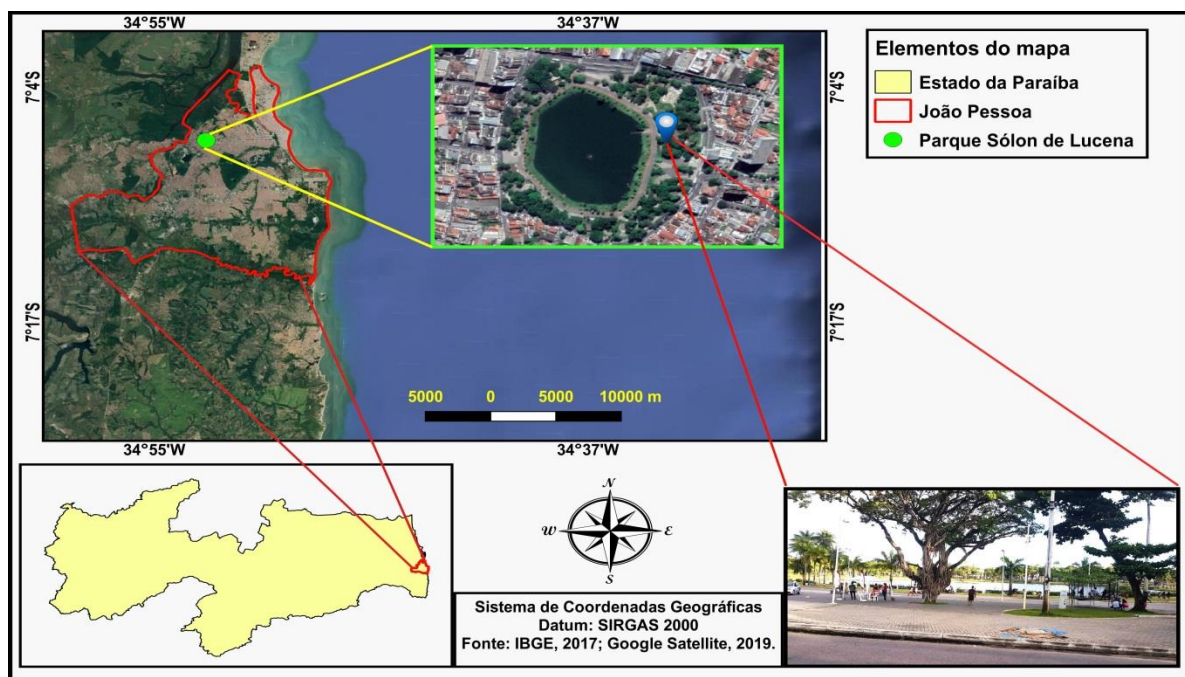 34°55'W
34°37'W
7°4'S
7°4'S
Elementos do mapa
Estado da Paraíba
João Pessoa
Parque Sólon de Lucena
7°17'S
7°17'S
5000 0 5000 10000 m
34°55'W
34°37'W
N
W
E
S
Sistema de Coordenadas Geográficas
Datum: SIRGAS 2000
Fonte: IBGE, 2017; Google Satellite, 2019.